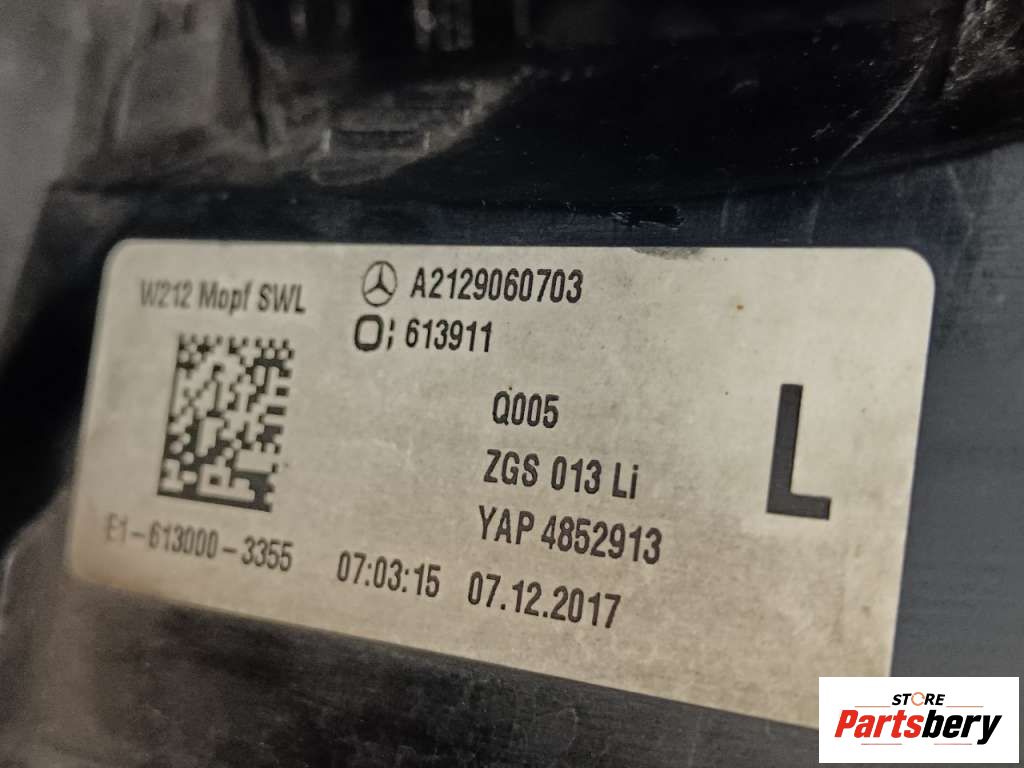 W212 Mopf SWL
A2129060703
613911
Q005
ZGS 013 Li
YAP 4852913
L
E1-613000-3355
07:03:15 07.12.2017
STORE
Partsbery